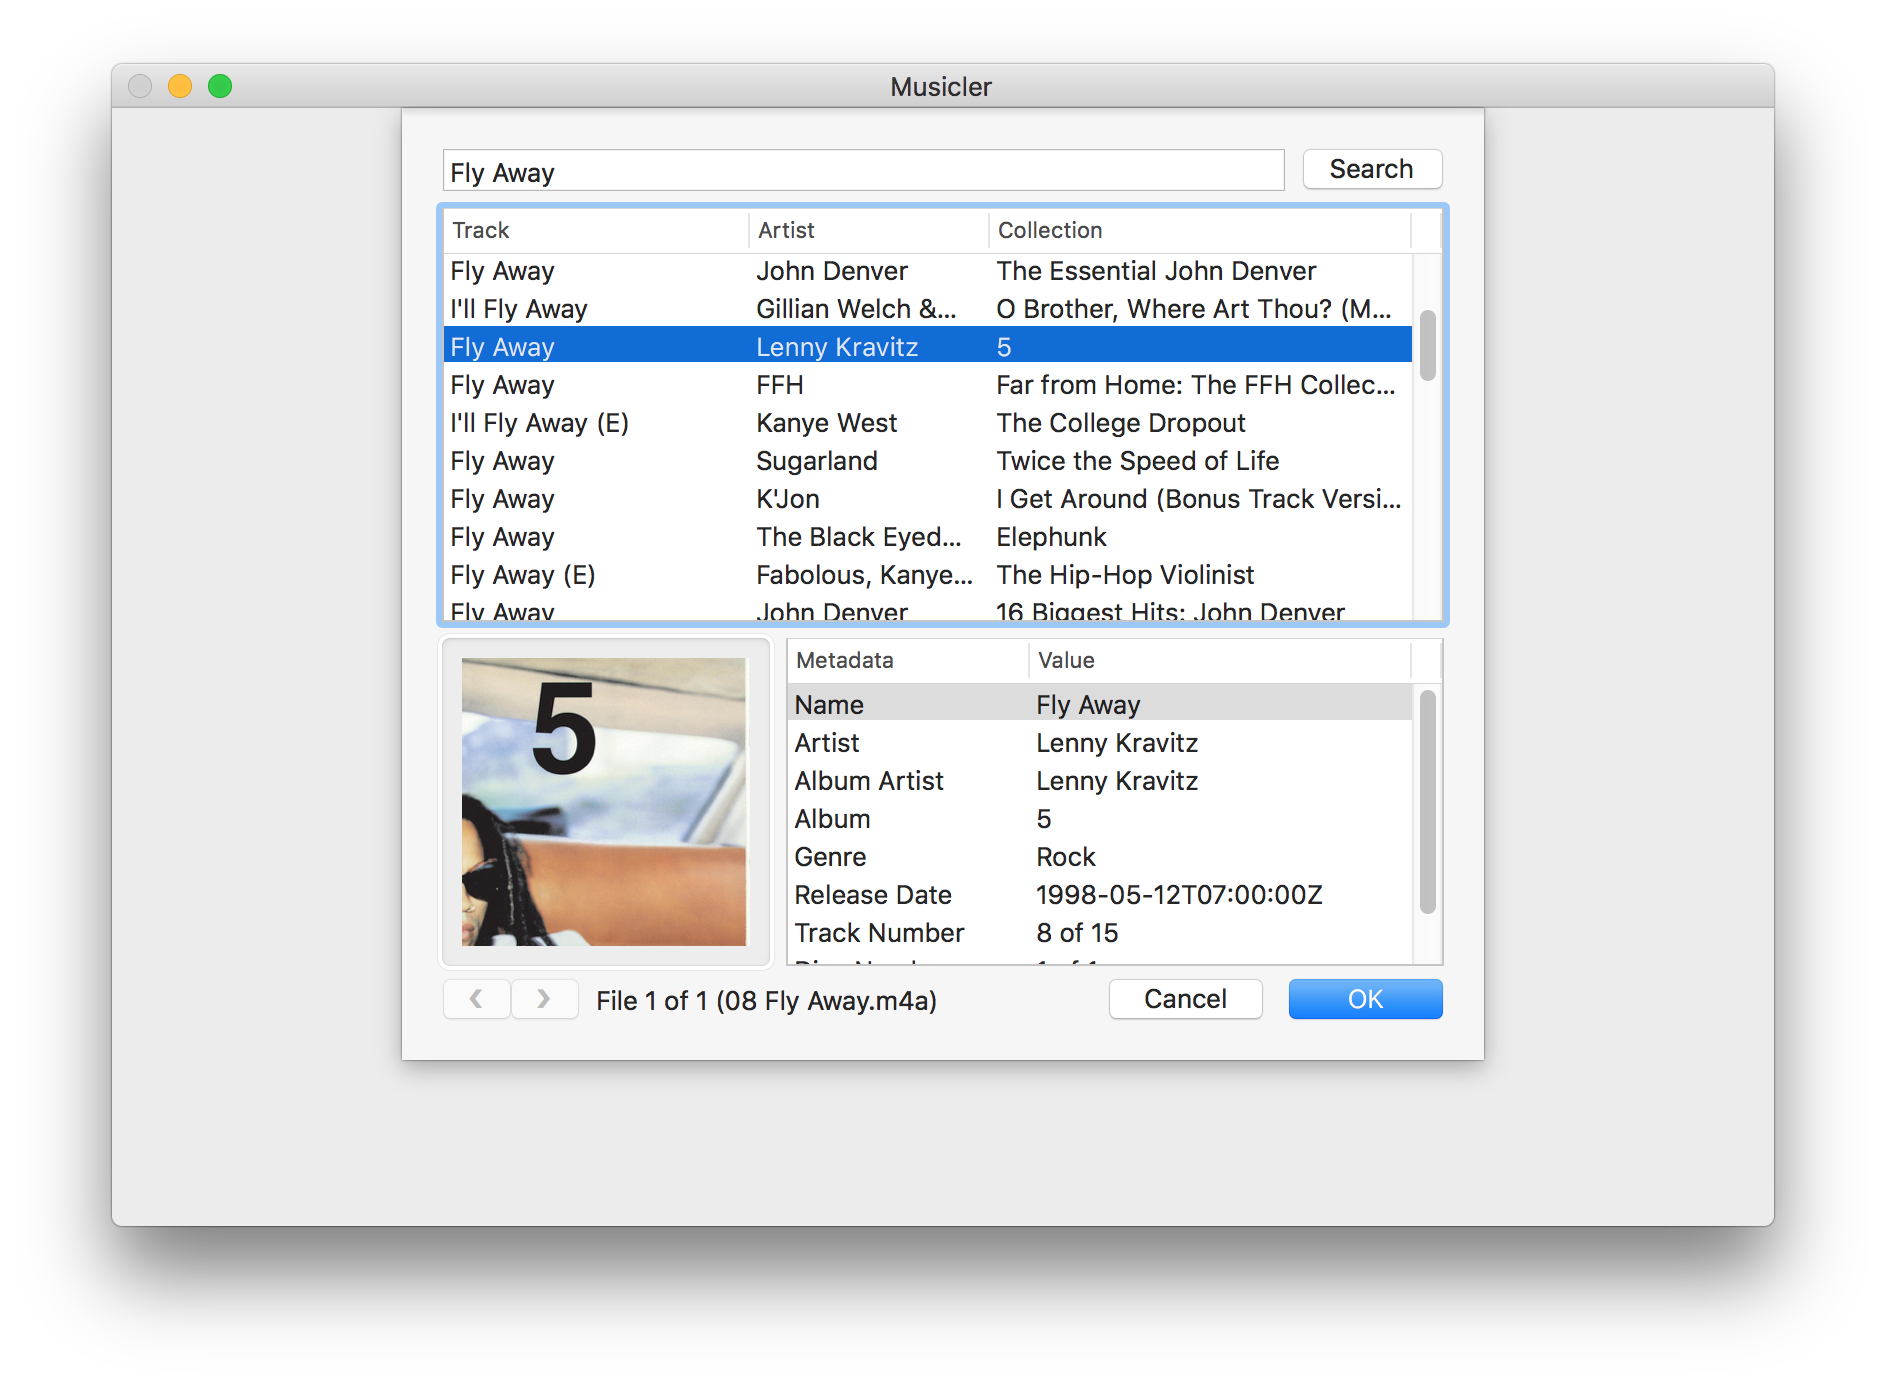 Musicler
Fly Away
Search
Track Artist Collection
Fly Away John Denver The Essential John Denver
I'll Fly Away Gillian Welch &... O Brother, Where Art Thou? (M...
Fly Away Lenny Kravitz 5
Fly Away FFH Far from Home: The FFH Collec...
I'll Fly Away (E) Kanye West The College Dropout
Fly Away Sugarland Twice the Speed of Life
Fly Away K'Jon I Get Around (Bonus Track Versi...
Fly Away The Black Eyed... Elephunk
Fly Away (E) Fabolous, Kanye... The Hip-Hop Violinist
Fly Away John Denver 16 Biggest Hits: John Denver
5
Metadata Value
Name Fly Away
Artist Lenny Kravitz
Album Artist Lenny Kravitz
Album 5
Genre Rock
Release Date 1998-05-12T07:00:00Z
Track Number 8 of 15
File 1 of 1 (08 Fly Away.m4a)
Cancel
OK